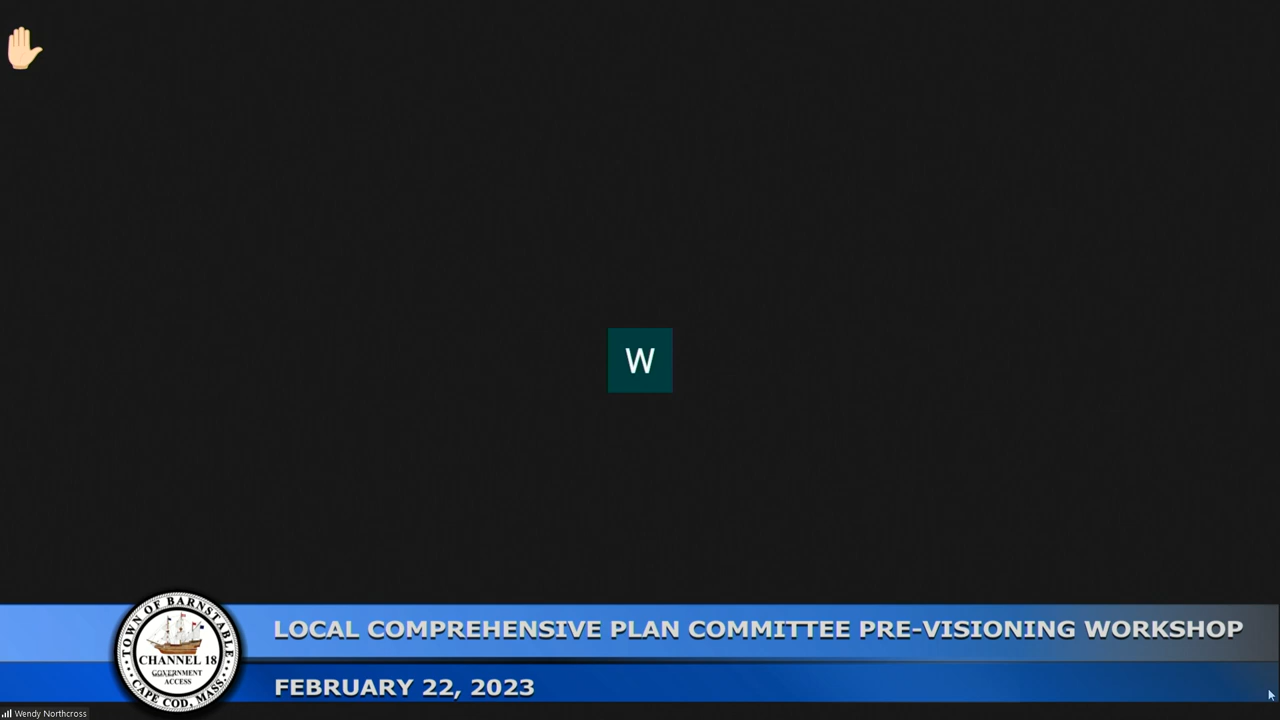 W
LOCAL COMPREHENSIVE PLAN COMMITTEE PRE-VISIONING WORKSHOP
TOWN OF BARNSTABLE
CHANNEL 18
GOVERNMENT
ACCESS
CAPE COD, MASS.
FEBRUARY 22, 2023
Wendy Northcross